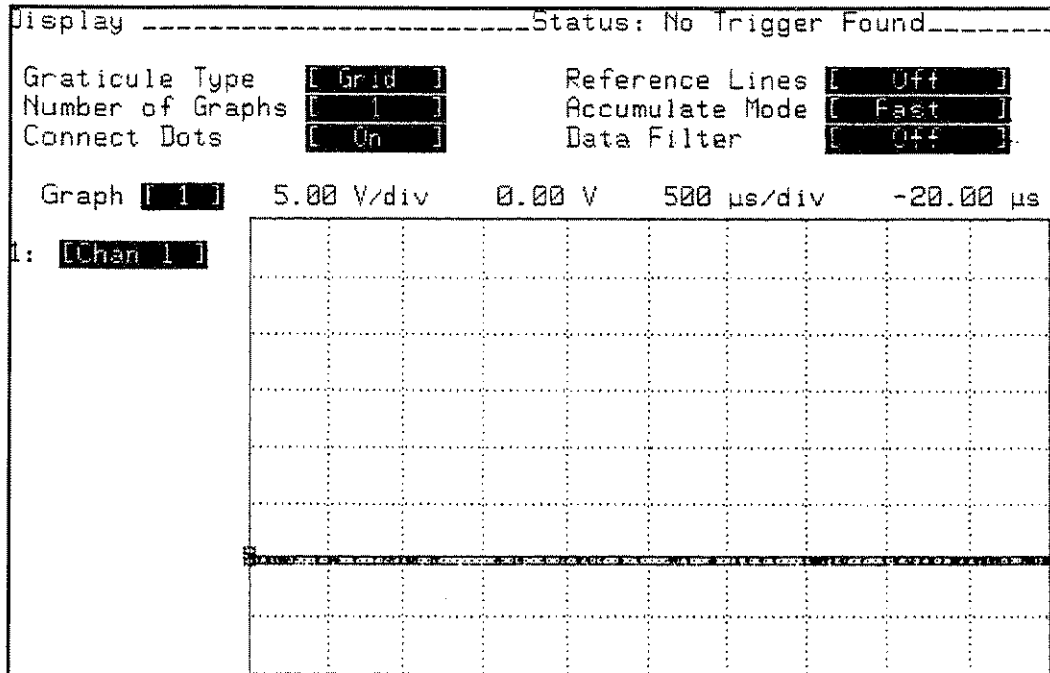 Display ________________________Status: No Trigger Found________
Graticule Type [ Grid ] Reference Lines [ Off ]
Number of Graphs [ 1 ] Accumulate Mode [ Fast ]
Connect Dots [ On ] Data Filter [ Off ]
Graph [ 1 ] 5.00 V/div 0.00 V 500 µs/div -20.00 µs
1: [Chan 1 ]